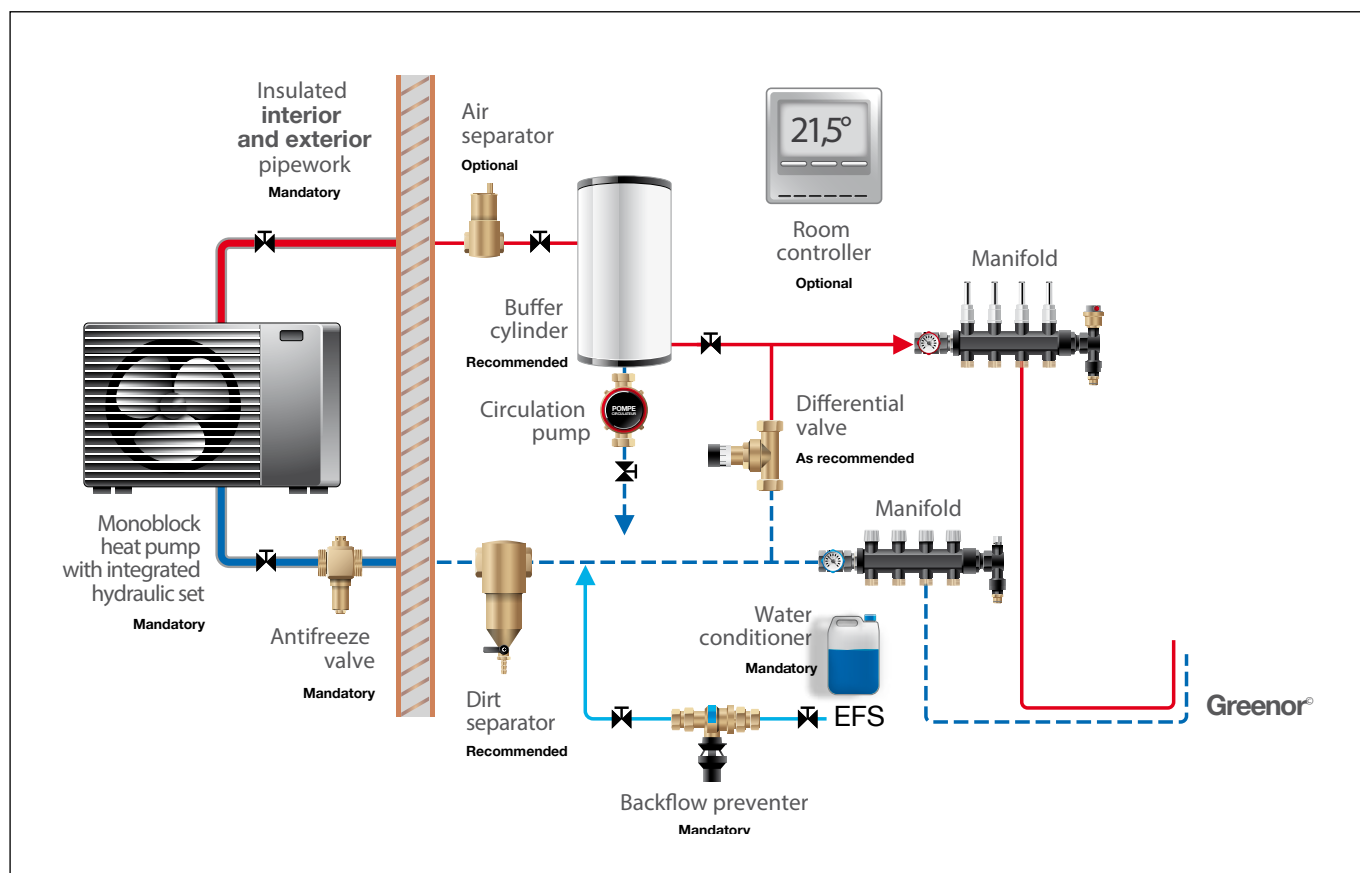 Insulated
interior
and exterior
pipework
Mandatory
Air
separator
Optional
21,5°
Room
controller
Optional
Manifold
Buffer
cylinder
Recommended
POMPE
CIRCULATEUR
Circulation
pump
Differential
valve
As recommended
Manifold
Monoblock
heat pump
with integrated
hydraulic set
Mandatory
Antifreeze
valve
Mandatory
Dirt
separator
Recommended
Water
conditioner
Mandatory
EFS
Backflow preventer
Mandatory
Greenor©